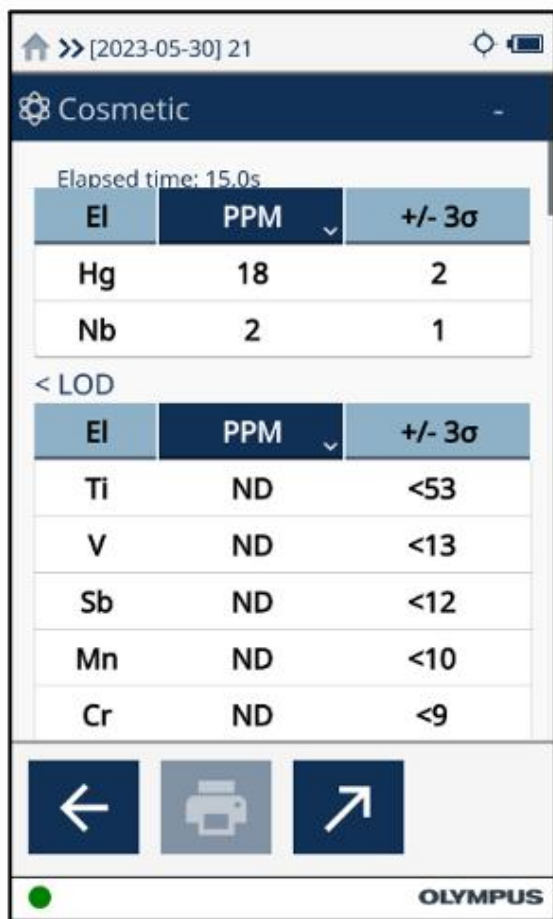 >> [2023-05-30] 21
Cosmetic -
Elapsed time: 15.0s
El PPM +/- 3σ
Hg 18 2
Nb 2 1
< LOD
El PPM +/- 3σ
Ti ND <53
V ND <13
Sb ND <12
Mn ND <10
Cr ND <9
OLYMPUS